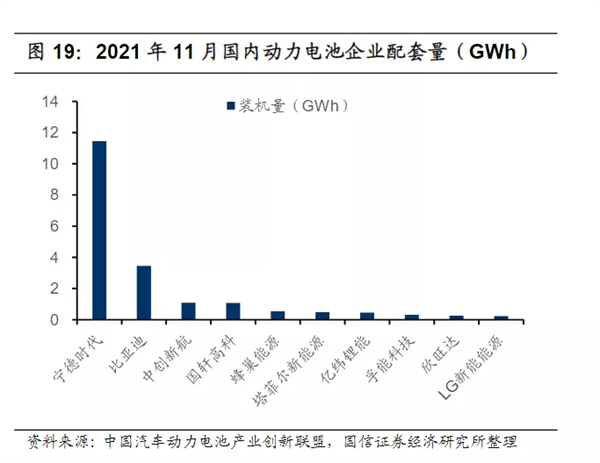 图 19：2021 年 11 月国内动力电池企业配套量（GWh）
装机量（GWh）
14
12
10
8
6
4
2
0
宁德时代
比亚迪
中创新航
国轩高科
蜂巢能源
塔菲尔新能源
亿纬锂能
孚能科技
欣旺达
LG新能能源
资料来源：中国汽车动力电池产业创新联盟，国信证券经济研究所整理